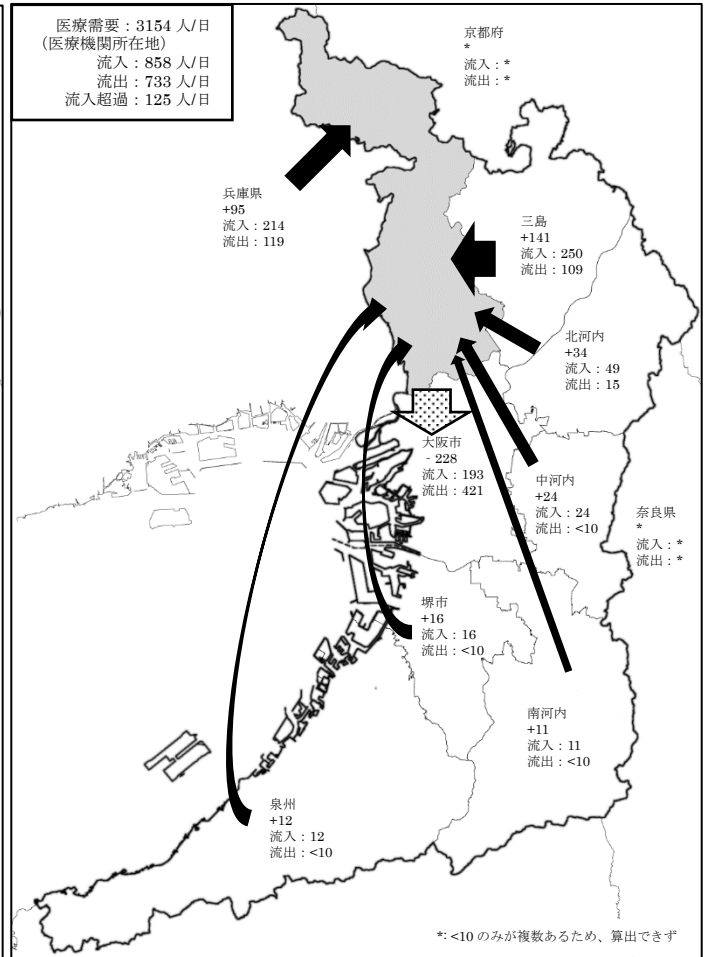 医療需要：3154 人/日
（医療機関所在地）
流入：858 人/日
流出：733 人/日
流入超過：125 人/日
京都府
*
流入：*
流出：*
兵庫県
+95
流入：214
流出：119
三島
+141
流入：250
流出：109
北河内
+34
流入：49
流出：15
大阪市
- 228
流入：193
流出：421
中河内
+24
流入：24
流出：<10
奈良県
*
流入：*
流出：*
堺市
+16
流入：16
流出：<10
南河内
+11
流入：11
流出：<10
泉州
+12
流入：12
流出：<10
*: <10 のみが複数あるため、算出できず